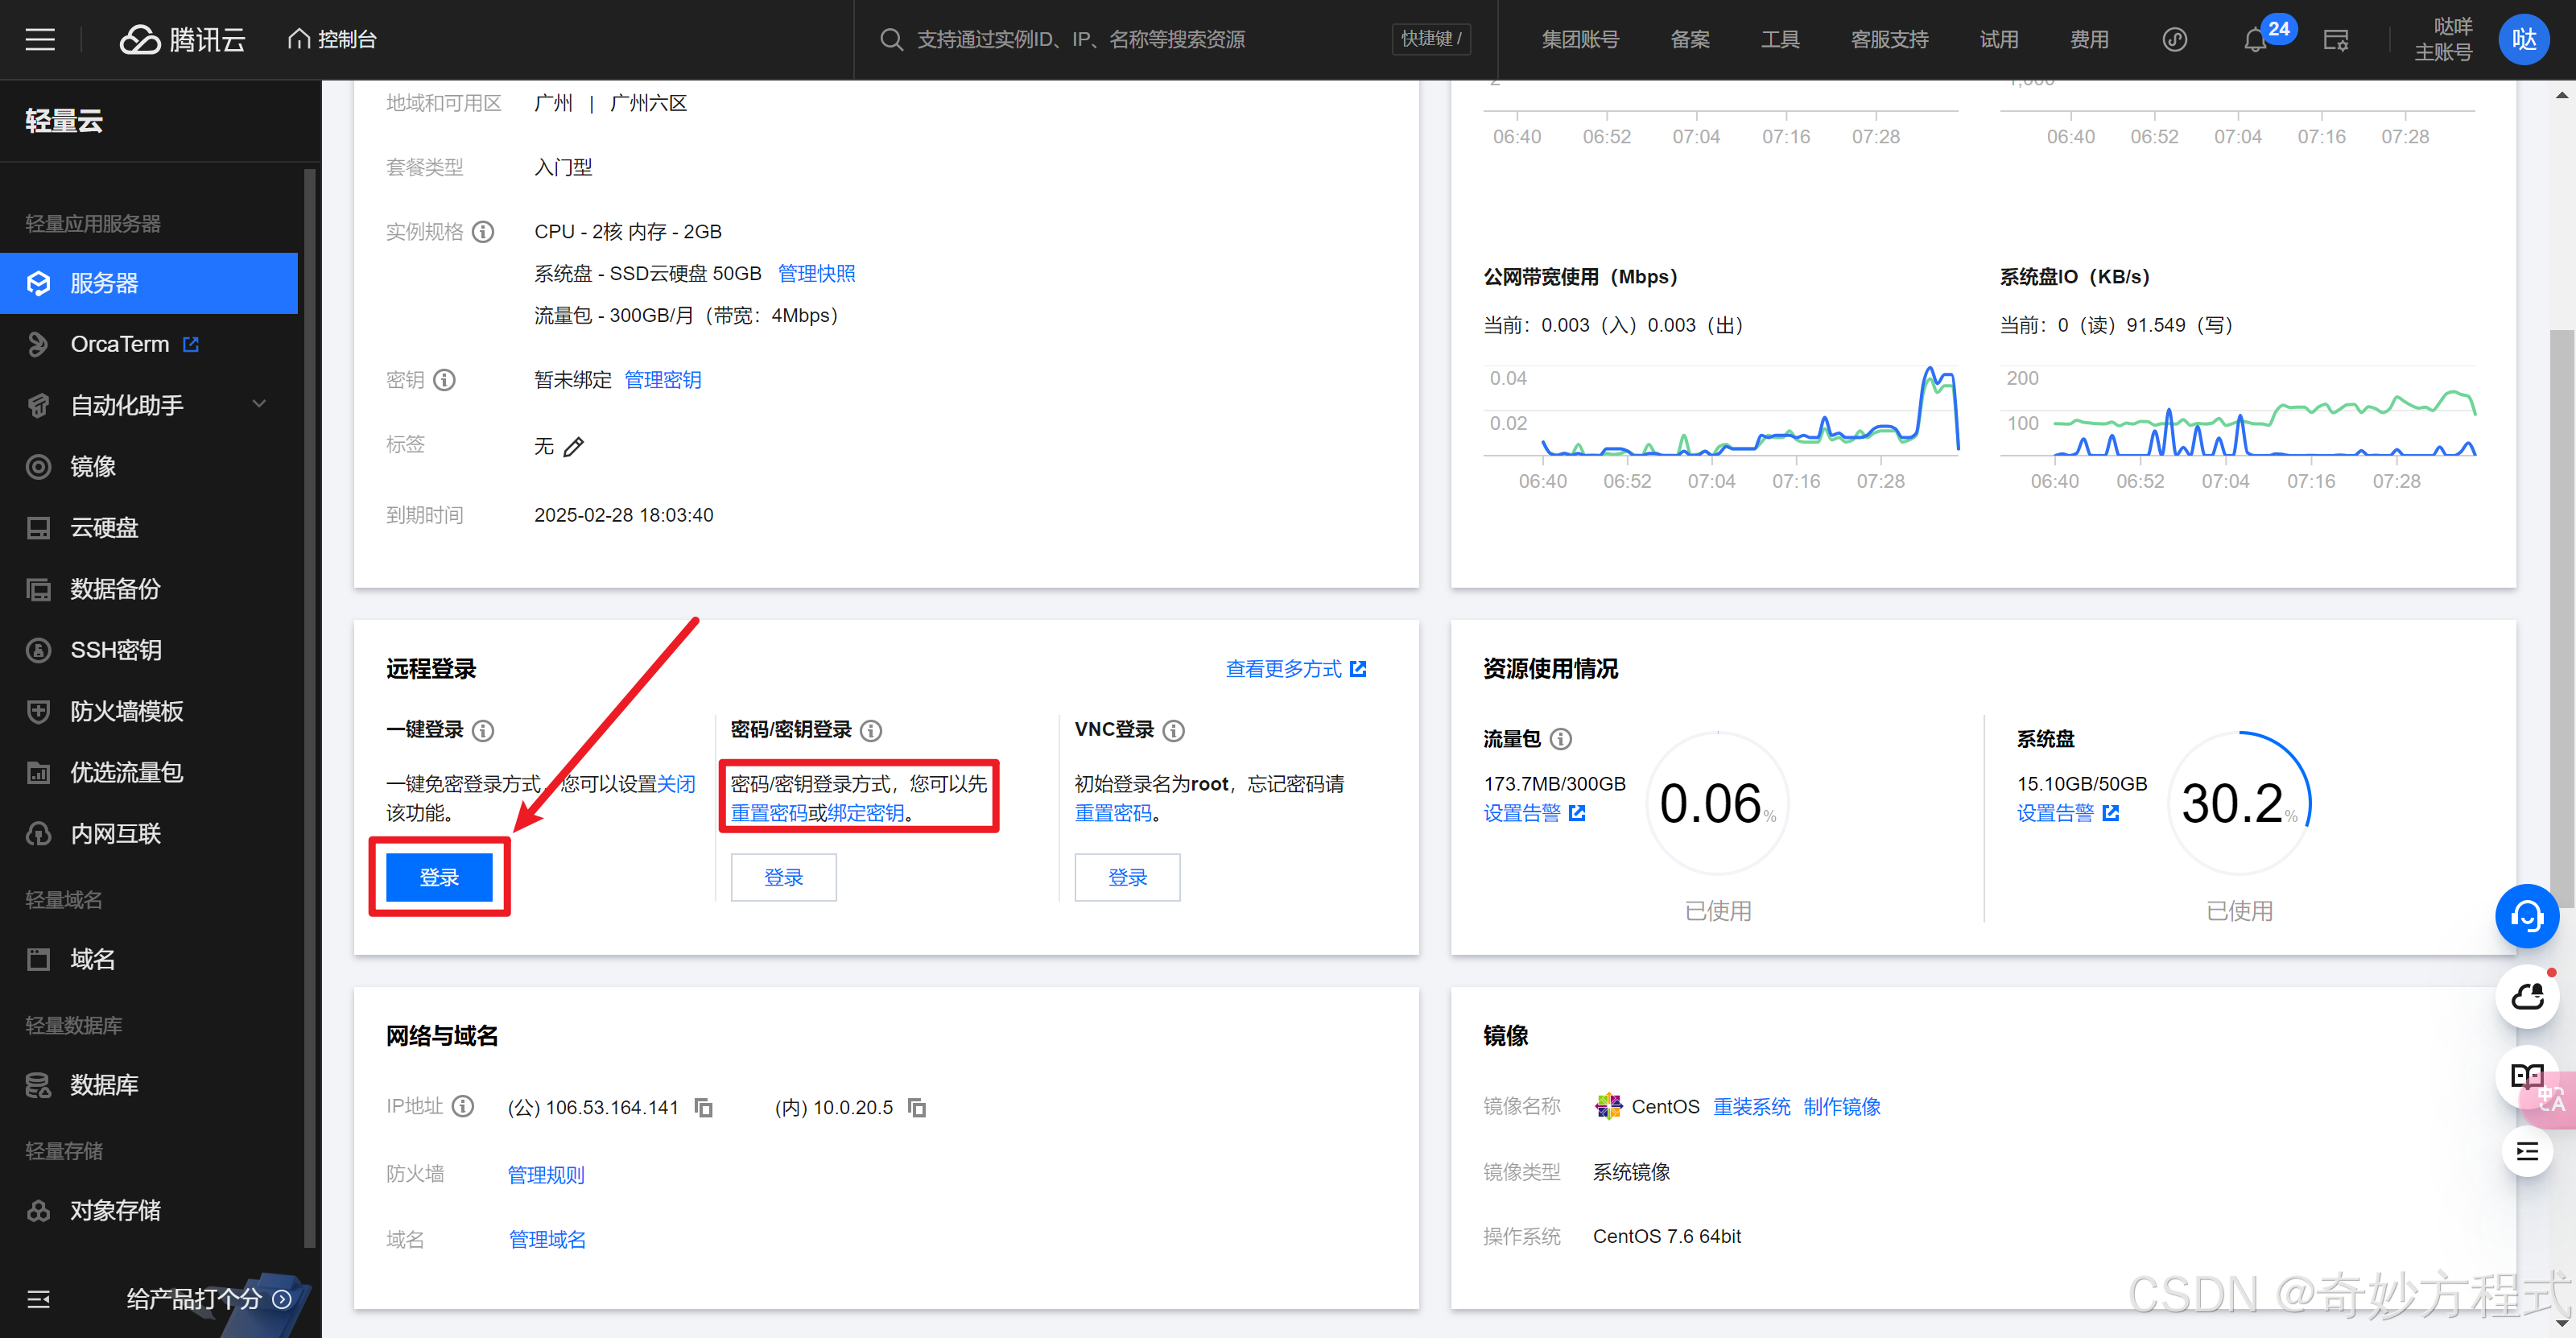 腾讯云
控制台
支持通过实例ID、IP、名称等搜索资源
快捷键 /
集团账号
备案
工具
客服支持
试用
费用
24
哒咩
主账号
哒
轻量云
轻量应用服务器
服务器
OrcaTerm
自动化助手
镜像
云硬盘
数据备份
SSH密钥
防火墙模板
优选流量包
内网互联
轻量域名
域名
轻量数据库
数据库
轻量存储
对象存储
给产品打个分
地域和可用区 广州 | 广州六区
套餐类型 入门型
实例规格 CPU - 2核 内存 - 2GB
系统盘 - SSD云硬盘 50GB 管理快照
流量包 - 300GB/月（带宽：4Mbps）
密钥 暂未绑定 管理密钥
标签 无
到期时间 2025-02-28 18:03:40
06:40 06:52 07:04 07:16 07:28
06:40 06:52 07:04 07:16 07:28
公网带宽使用（Mbps）
当前：0.003（入）0.003（出）
0.04
0.02
06:40 06:52 07:04 07:16 07:28
系统盘IO（KB/s）
当前：0（读）91.549（写）
200
100
06:40 06:52 07:04 07:16 07:28
远程登录
查看更多方式
一键登录
一键免密登录方式，您可以设置关闭
该功能。
登录
密码/密钥登录
密码/密钥登录方式，您可以先
重置密码或绑定密钥。
登录
VNC登录
初始登录名为root，忘记密码请
重置密码。
登录
资源使用情况
流量包
173.7MB/300GB
设置告警
0.06%
已使用
系统盘
15.10GB/50GB
设置告警
30.2%
已使用
网络与域名
IP地址 (公) 106.53.164.141 (内) 10.0.20.5
防火墙 管理规则
域名 管理域名
镜像
镜像名称 CentOS 重装系统 制作镜像
镜像类型 系统镜像
操作系统 CentOS 7.6 64bit
中A
CSDN @奇妙方程式